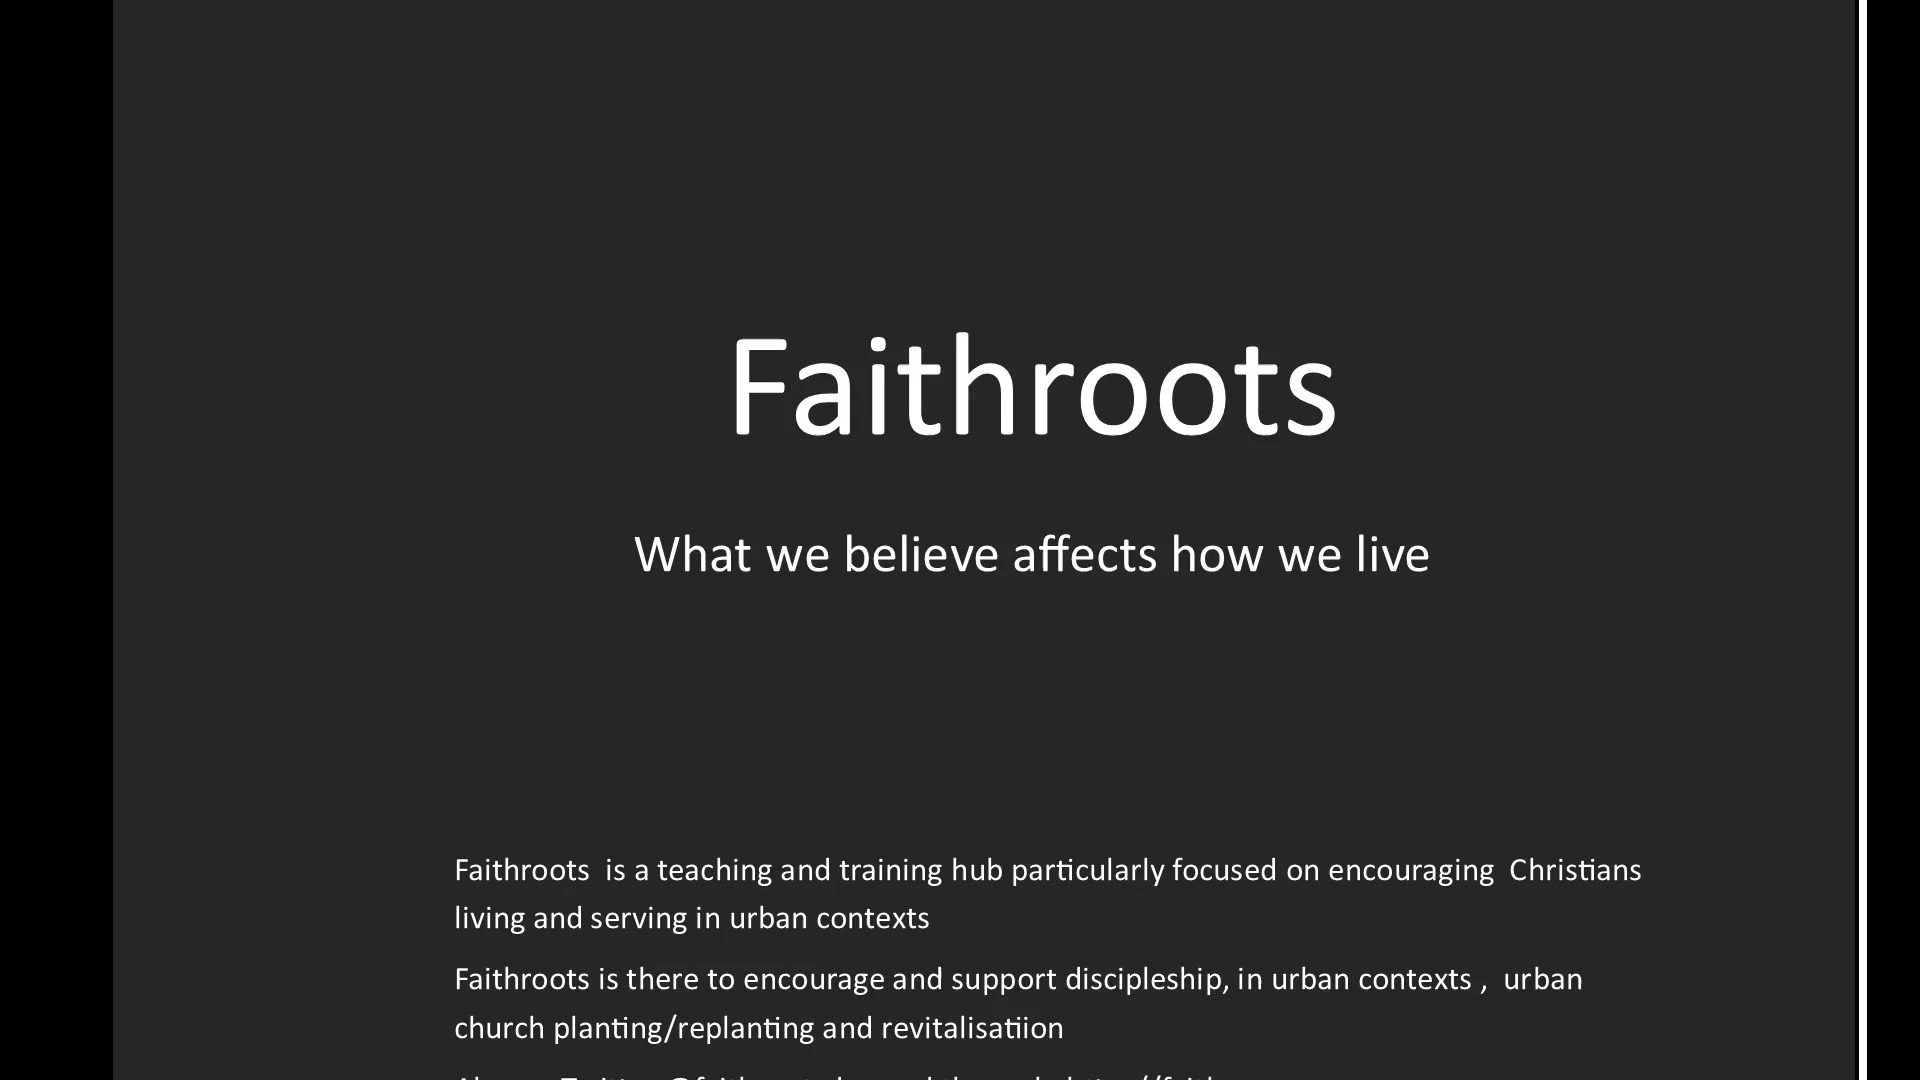 Faithroots
What we believe affects how we live
Faithroots  is a teaching and training hub particularly focused on encouraging  Christians
living and serving in urban contexts
Faithroots is there to encourage and support discipleship, in urban contexts ,  urban
church planting/replanting and revitalisatiion